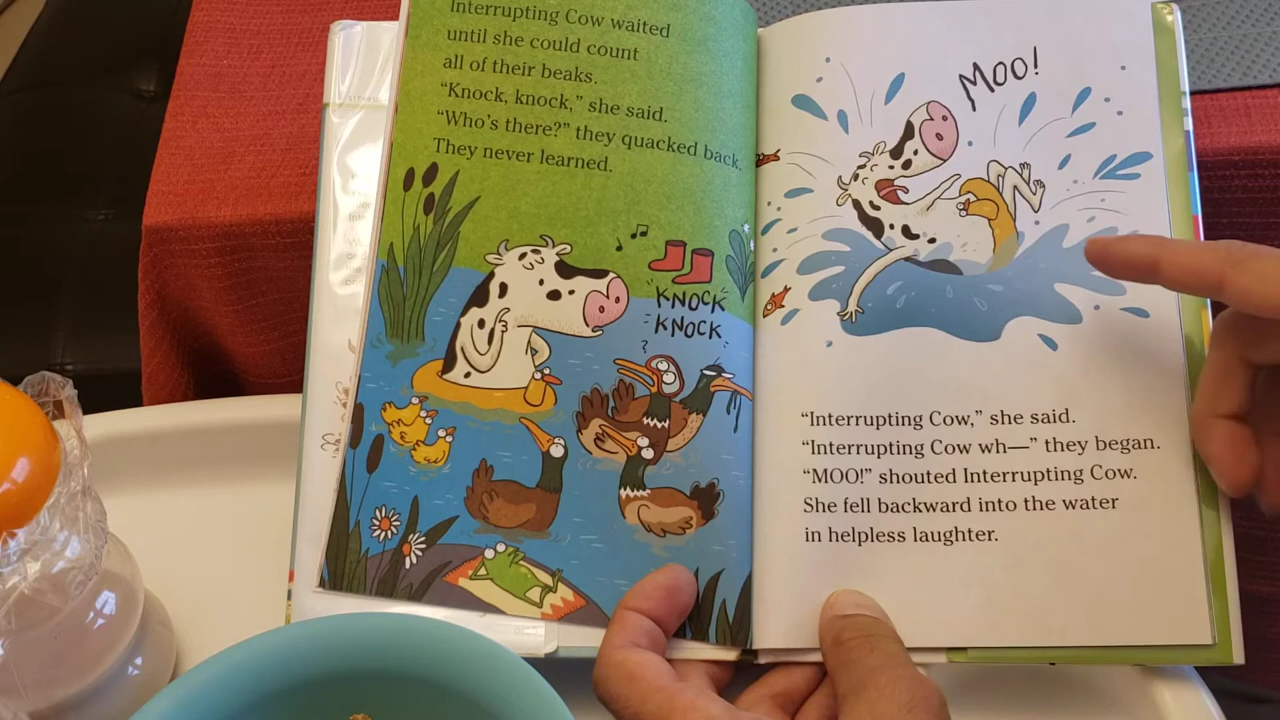 Interrupting Cow waited
until she could count
all of their beaks.
“Knock, knock,” she said.
“Who’s there?” they quacked back.
They never learned.
KNOCK
KNOCK
?
MOO!
“Interrupting Cow,” she said.
“Interrupting Cow wh—” they began.
“MOO!” shouted Interrupting Cow.
She fell backward into the water
in helpless laughter.